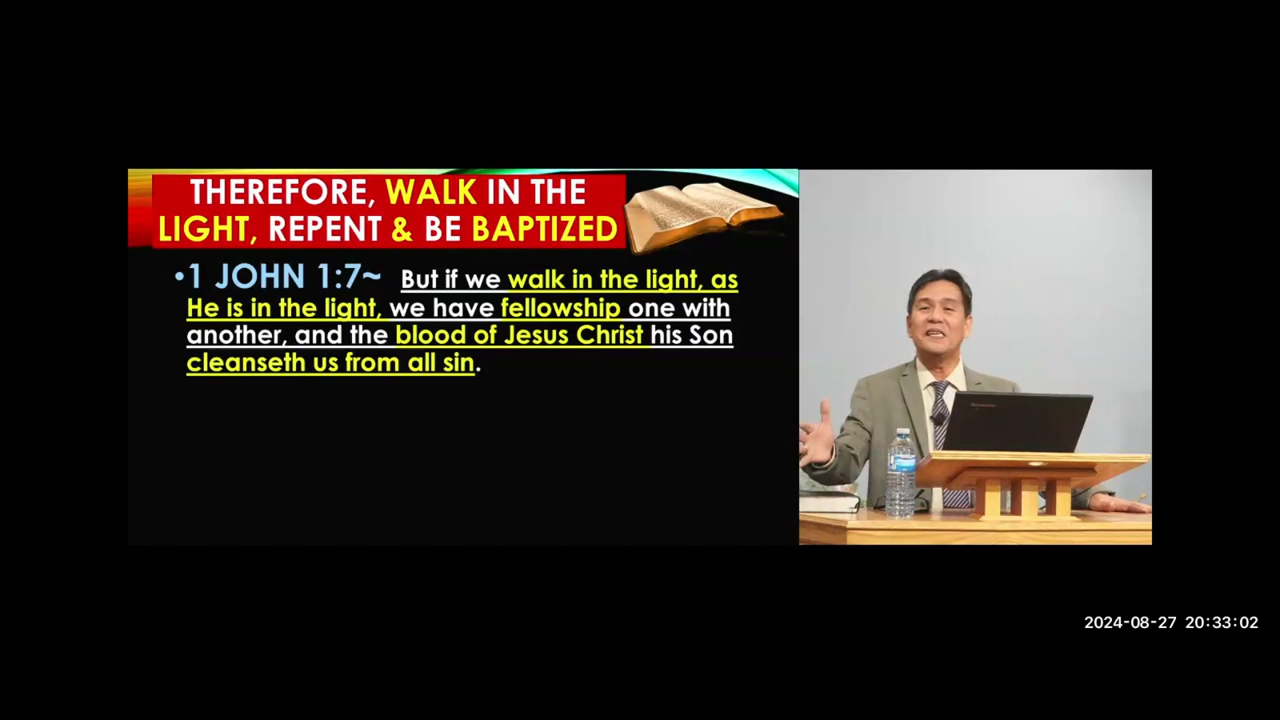 THEREFORE, WALK IN THE
LIGHT, REPENT & BE BAPTIZED
•1 JOHN 1:7~ But if we walk in the light, as
He is in the light, we have fellowship one with
another, and the blood of Jesus Christ his Son
cleanseth us from all sin.
2024-08-27 20:33:02